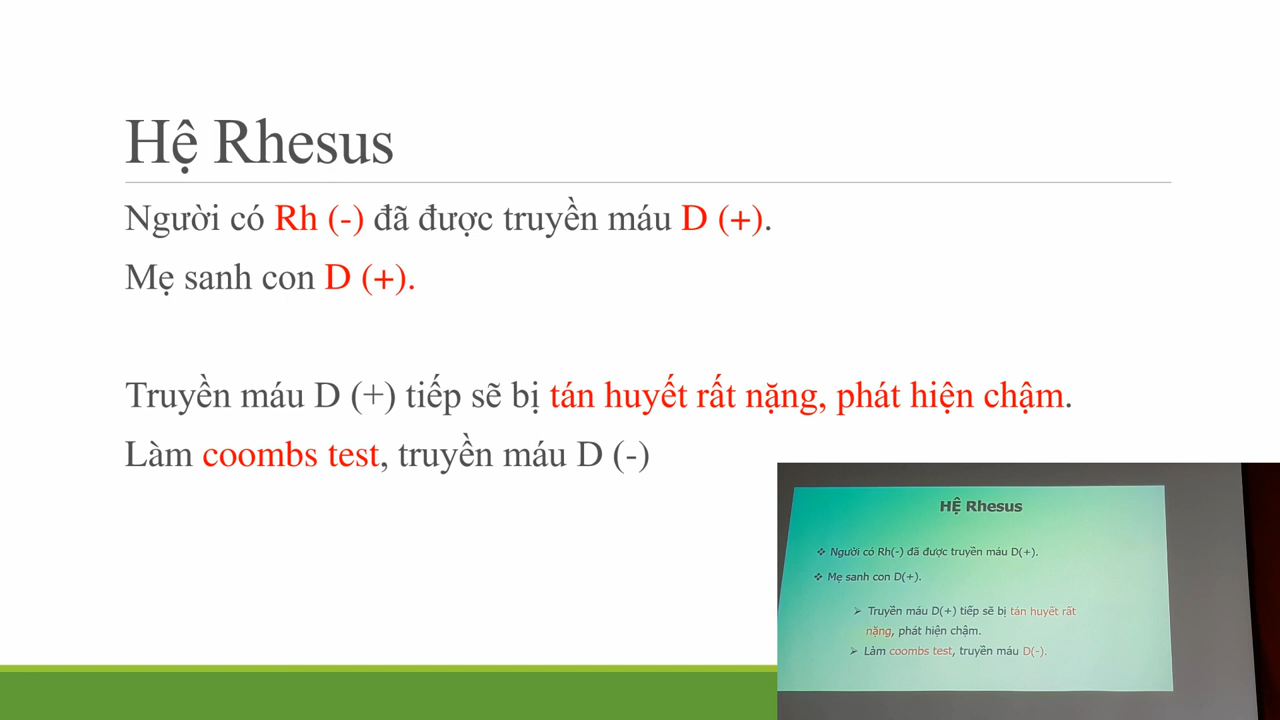 Hệ Rhesus
Người có Rh (-) đã được truyền máu D (+).
Mẹ sanh con D (+).
Truyền máu D (+) tiếp sẽ bị tán huyết rất nặng, phát hiện chậm.
Làm coombs test, truyền máu D (-)
HỆ Rhesus
❖ Người có Rh(-) đã được truyền máu D(+).
❖ Mẹ sanh con D(+).
➢ Truyền máu D(+) tiếp sẽ bị tán huyết rất
nặng, phát hiện chậm.
➢ Làm coombs test, truyền máu D(-).